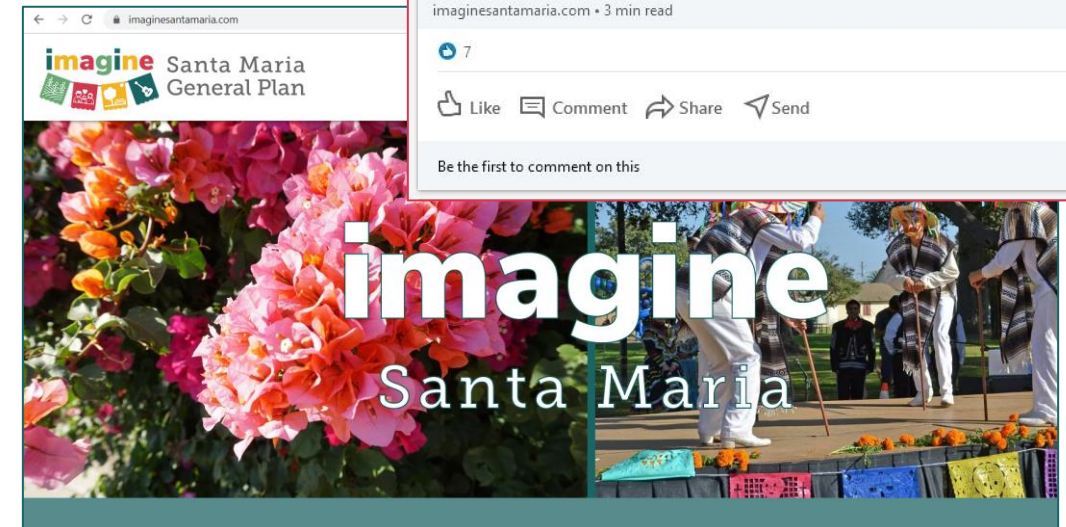 imaginesantamaria.com
imaginesantamaria.com • 3 min read
7
Like Comment Share Send
Be the first to comment on this
imagine Santa Maria
General Plan
imagine
Santa Maria